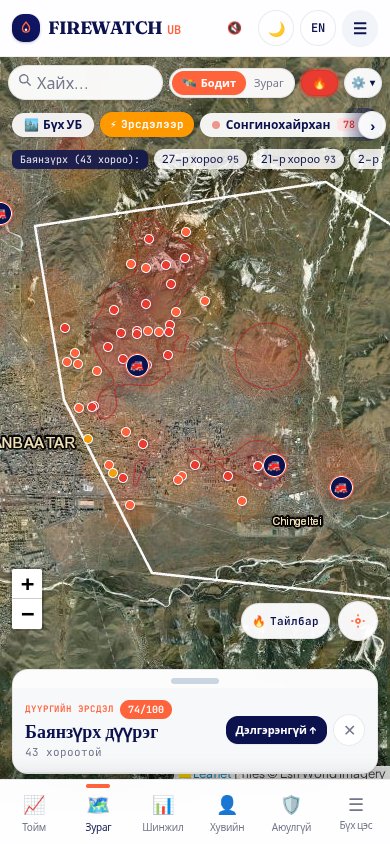 FIREWATCH UB
EN
Хайх...
Бодит
Зураг
Бүх УБ
Эрсдэлээр
Сонгинохайрхан 78
Баянзүрх (43 хороо):
27-р хороо 95
21-р хороо 93
2-р
ANBAATAR
Chingeltei
+
−
Тайлбар
ДҮҮРГИЙН ЭРСДЭЛ 74/100
Баянзүрх дүүрэг
43 хороотой
Дэлгэрэнгүй ↑
Leaflet | Tiles © Esri World Imagery
Тойм
Зураг
Шинжил
Хувийн
Аюулгүй
Бүх цэс